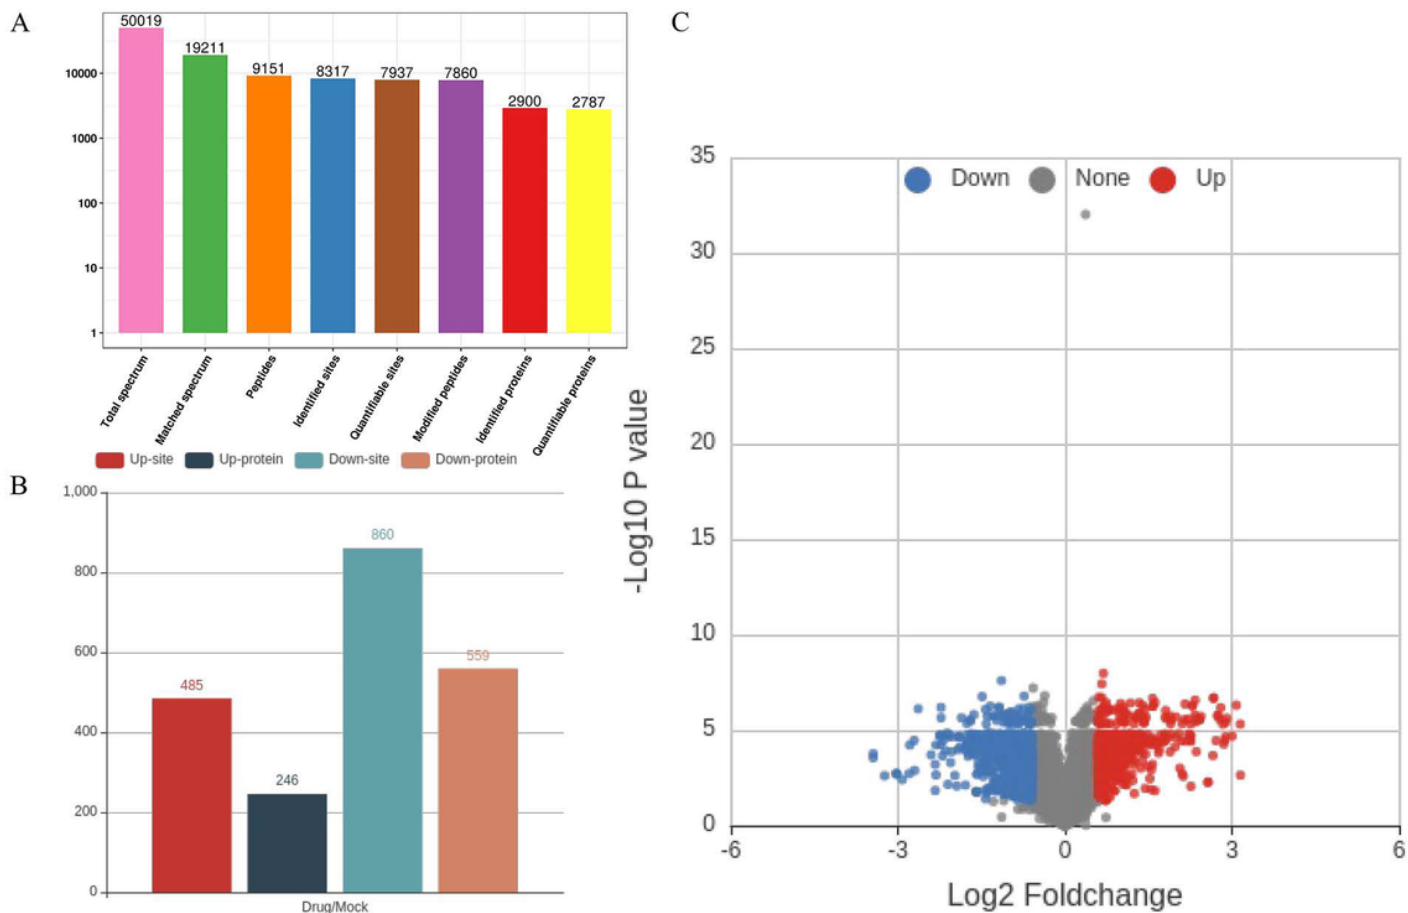 A
50019
19211
9151
8317
7937
7860
2900
2787
10000
1000
100
10
1
Total spectrum
Matched spectrum
Peptides
Identified sites
Quantifiable sites
Modified peptides
Identified proteins
Quantifiable proteins
B
Up-site Up-protein Down-site Down-protein
1,000
800
600
400
200
0
485
246
860
559
Drug/Mock
C
Down None Up
35
30
25
20
15
10
5
0
-Log10 P value
-6 -3 0 3 6
Log2 Foldchange